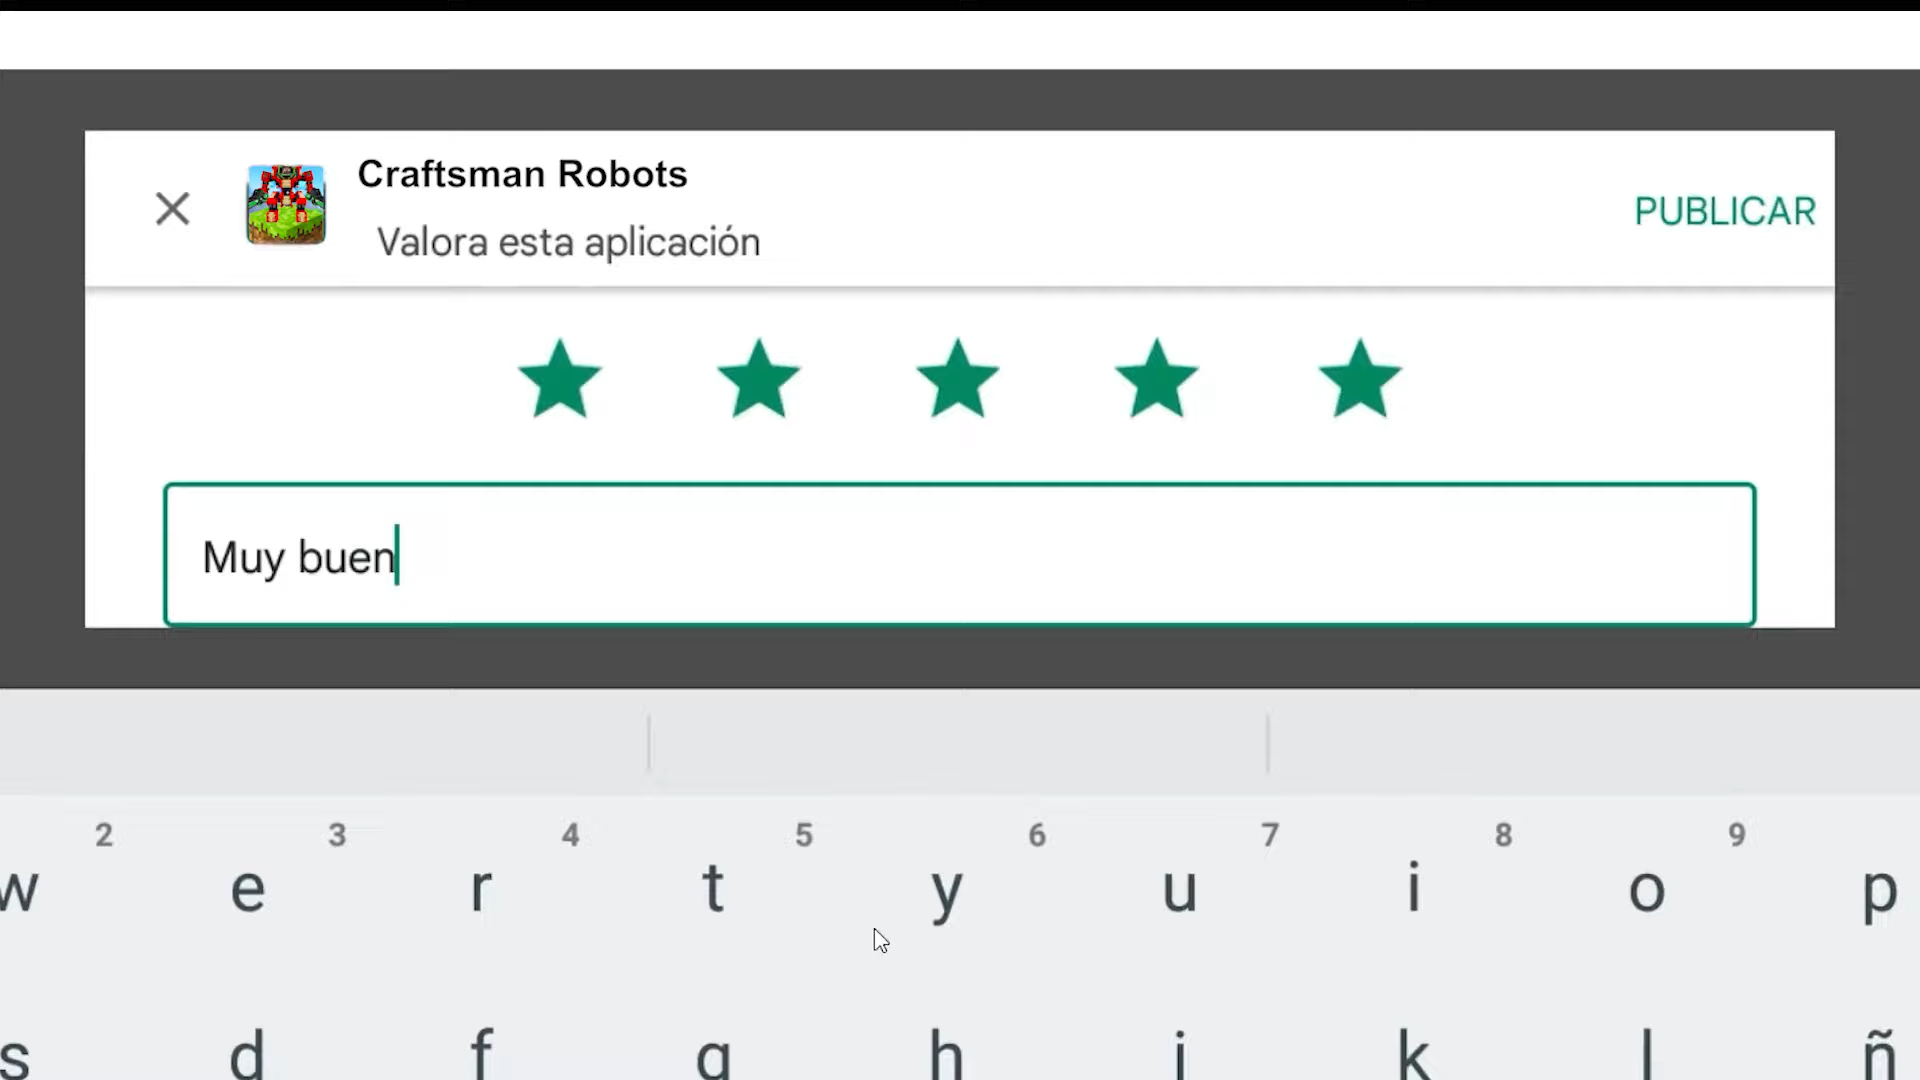 Craftsman Robots
Valora esta aplicación
PUBLICAR
Muy buen
2 3 4 5 6 7 8 9
w e r t y u i o p
s d f g h j k l ñ